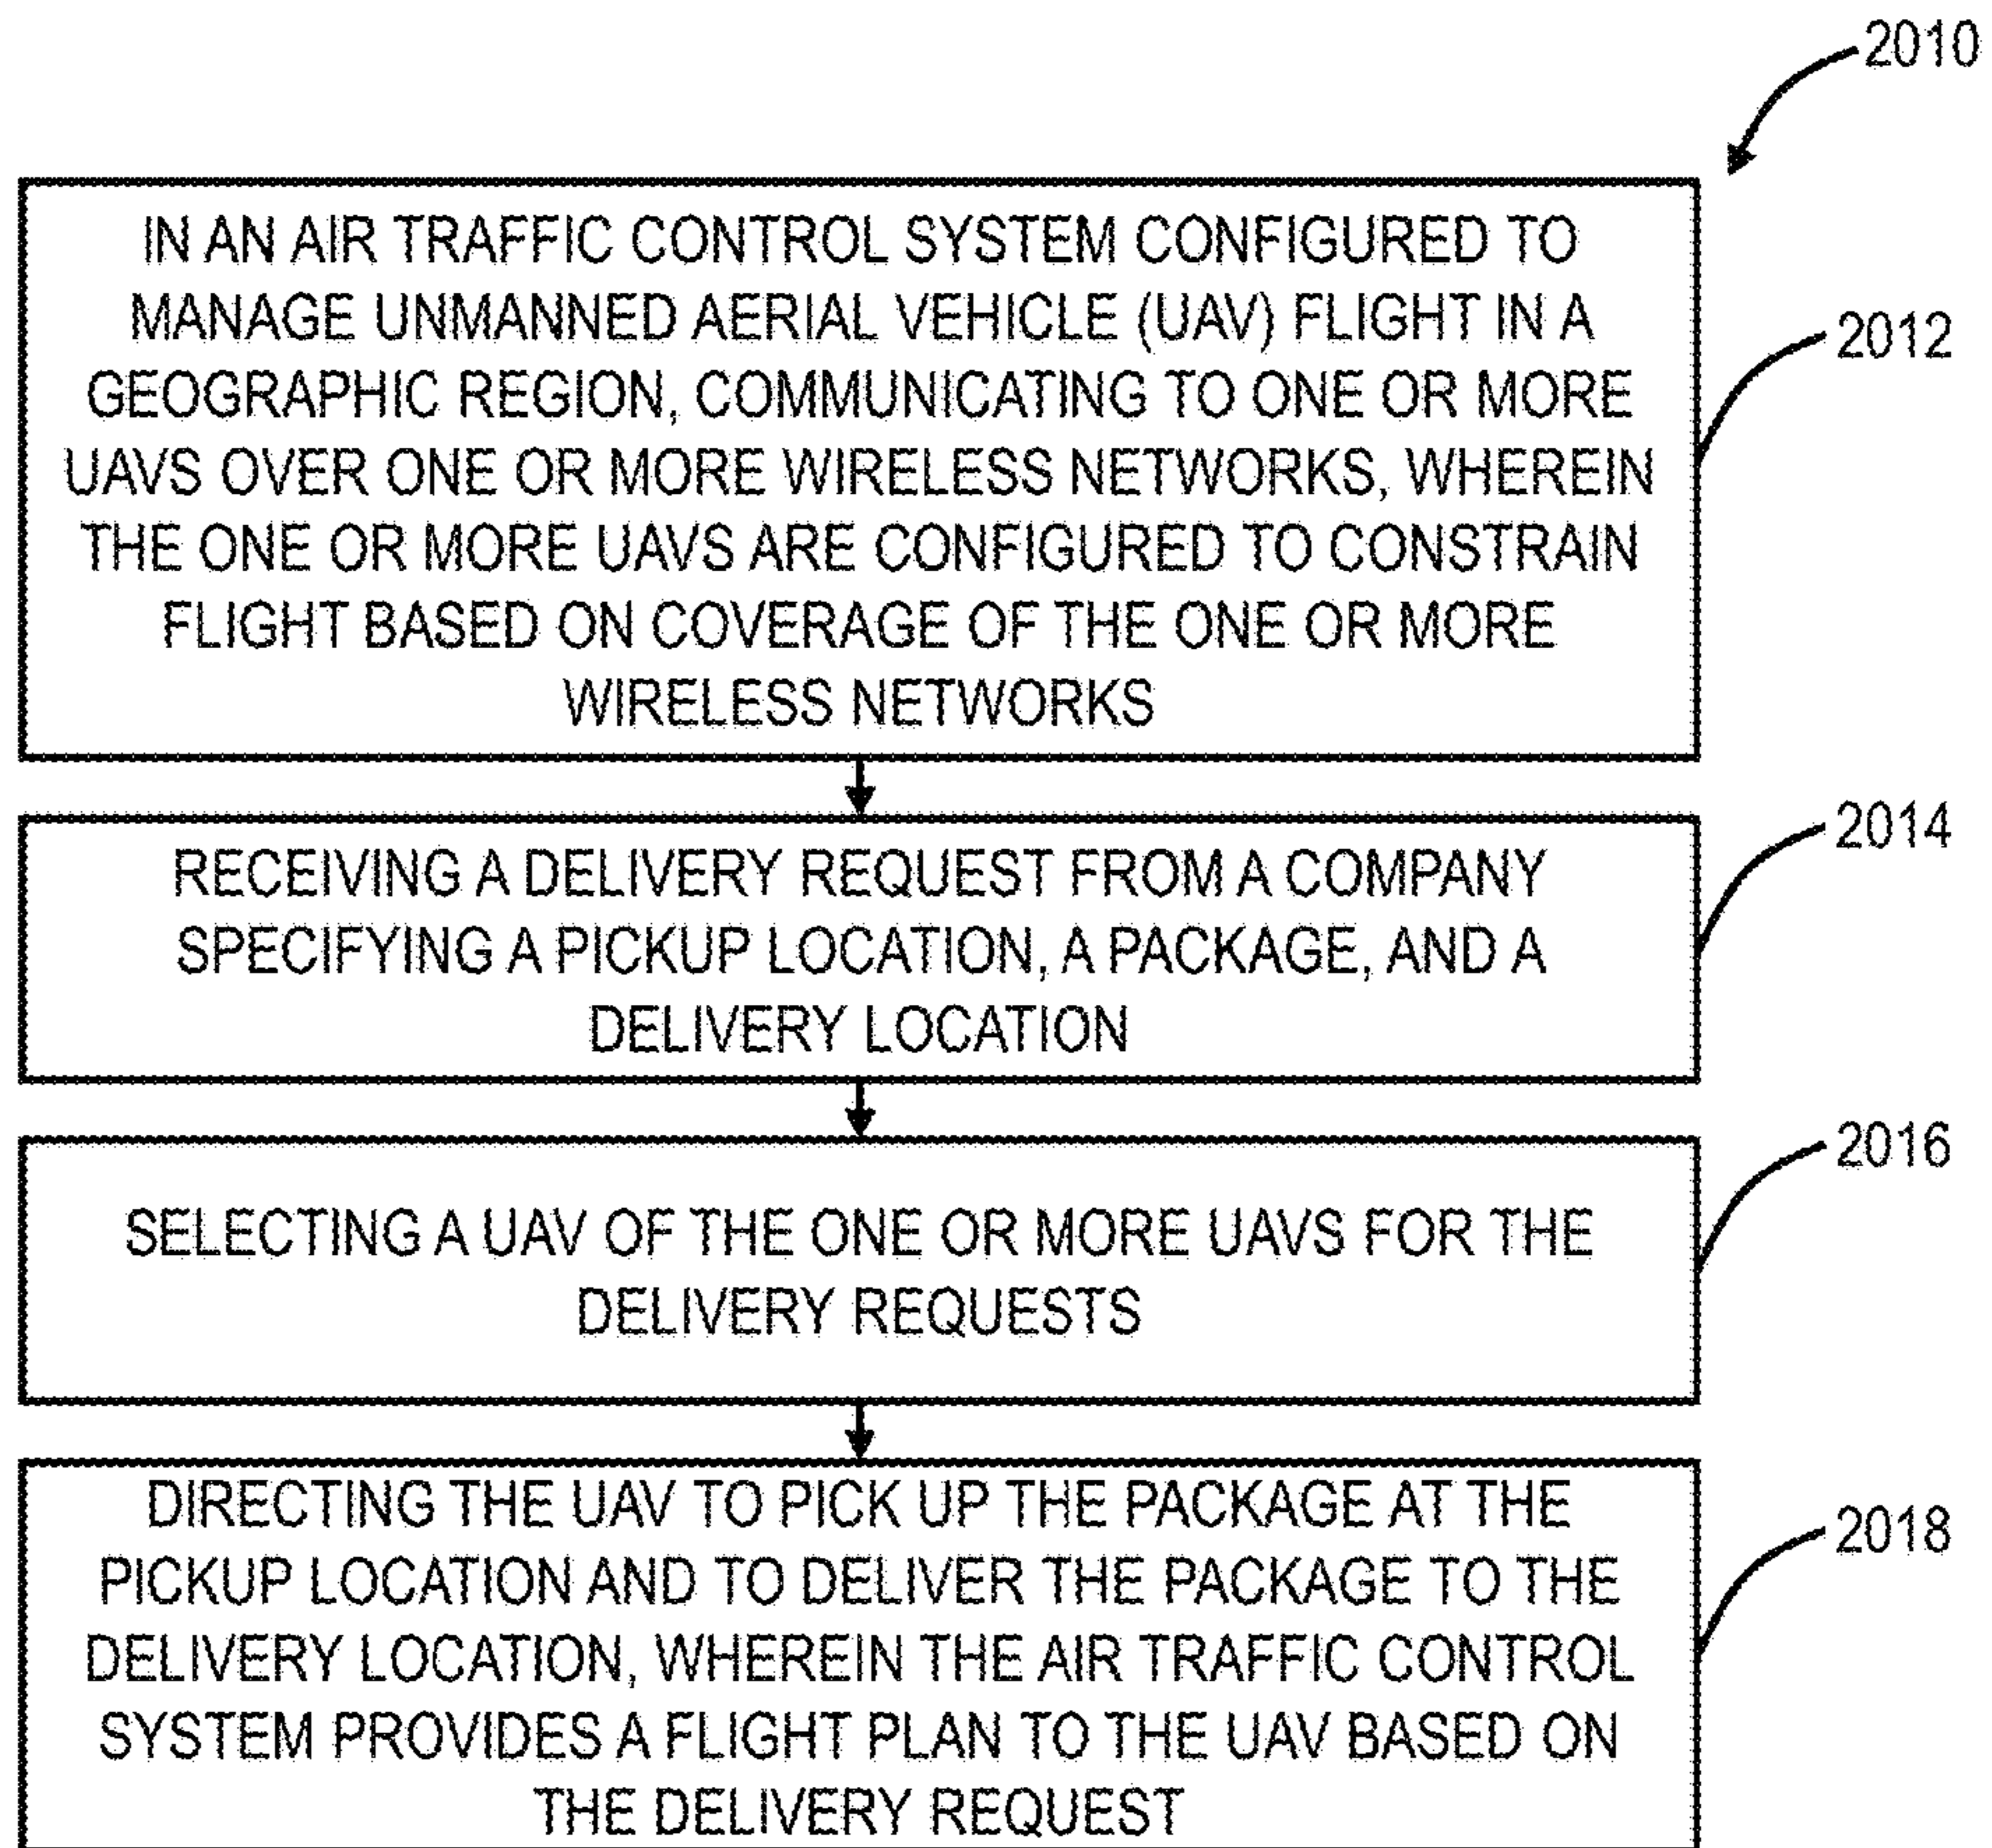 2010
IN AN AIR TRAFFIC CONTROL SYSTEM CONFIGURED TO
MANAGE UNMANNED AERIAL VEHICLE (UAV) FLIGHT IN A
GEOGRAPHIC REGION, COMMUNICATING TO ONE OR MORE
UAVS OVER ONE OR MORE WIRELESS NETWORKS, WHEREIN
THE ONE OR MORE UAVS ARE CONFIGURED TO CONSTRAIN
FLIGHT BASED ON COVERAGE OF THE ONE OR MORE
WIRELESS NETWORKS
2012
RECEIVING A DELIVERY REQUEST FROM A COMPANY
SPECIFYING A PICKUP LOCATION, A PACKAGE, AND A
DELIVERY LOCATION
2014
SELECTING A UAV OF THE ONE OR MORE UAVS FOR THE
DELIVERY REQUESTS
2016
DIRECTING THE UAV TO PICK UP THE PACKAGE AT THE
PICKUP LOCATION AND TO DELIVER THE PACKAGE TO THE
DELIVERY LOCATION, WHEREIN THE AIR TRAFFIC CONTROL
SYSTEM PROVIDES A FLIGHT PLAN TO THE UAV BASED ON
THE DELIVERY REQUEST
2018